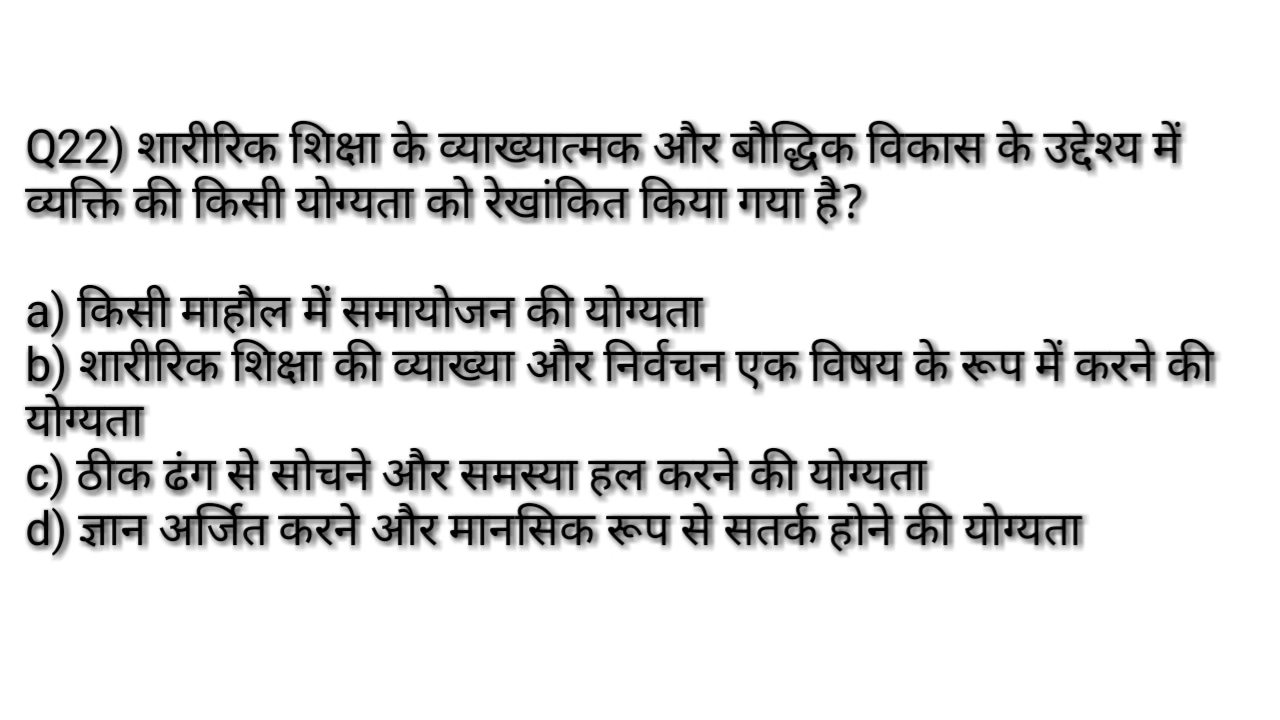 Q22) शारीरिक शिक्षा के व्याख्यात्मक और बौद्धिक विकास के उद्देश्य में
व्यक्ति की किसी योग्यता को रेखांकित किया गया है?
a) किसी माहौल में समायोजन की योग्यता
b) शारीरिक शिक्षा की व्याख्या और निर्वचन एक विषय के रूप में करने की
योग्यता
c) ठीक ढंग से सोचने और समस्या हल करने की योग्यता
d) ज्ञान अर्जित करने और मानसिक रूप से सतर्क होने की योग्यता